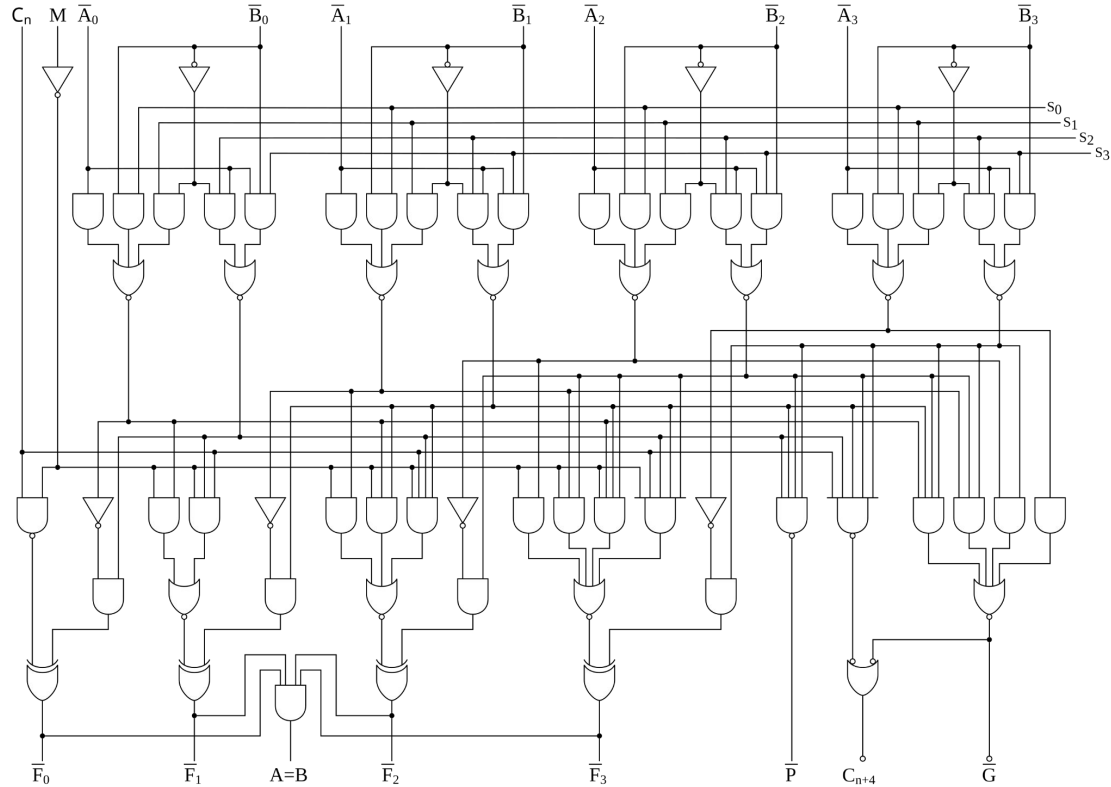 Cₙ M A̅₀ B̅₀ A̅₁ B̅₁ A̅₂ B̅₂ A̅₃ B̅₃
S₀
S₁
S₂
S₃
F̅₀ F̅₁ A=B F̅₂ F̅₃ P̅ Cₙ₊₄ G̅